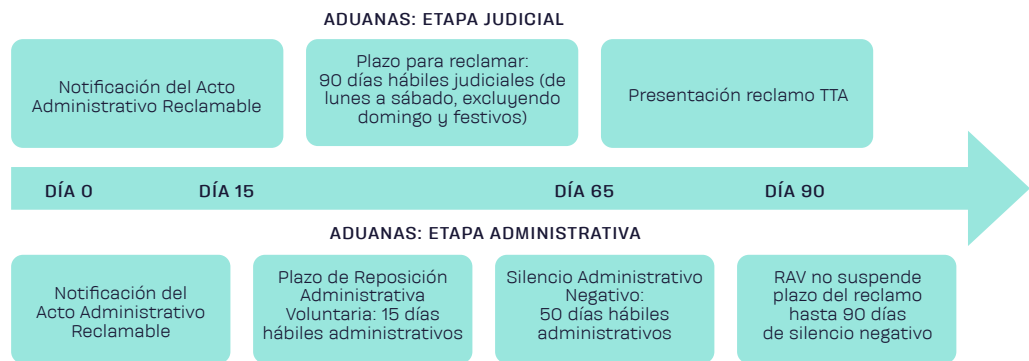 ADUANAS: ETAPA JUDICIAL
Notificación del Acto
Administrativo Reclamable
Plazo para reclamar:
90 días hábiles judiciales (de
lunes a sábado, excluyendo
domingo y festivos)
Presentación reclamo TTA
DÍA 0
DÍA 15
DÍA 65
DÍA 90
ADUANAS: ETAPA ADMINISTRATIVA
Notificación del
Acto Administrativo
Reclamable
Plazo de Reposición
Administrativa
Voluntaria: 15 días
hábiles administrativos
Silencio Administrativo
Negativo:
50 días hábiles
administrativos
RAV no suspende
plazo del reclamo
hasta 90 días
de silencio negativo